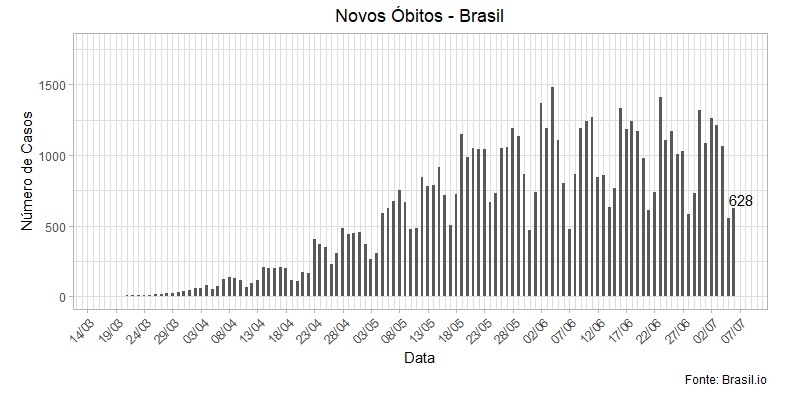 Novos Óbitos - Brasil
Número de Casos
1500
1000
500
0
628
14/03 19/03 24/03 29/03 03/04 08/04 13/04 18/04 23/04 28/04 03/05 08/05 13/05 18/05 23/05 28/05 02/06 07/06 12/06 17/06 22/06 27/06 02/07 07/07
Data
Fonte: Brasil.io